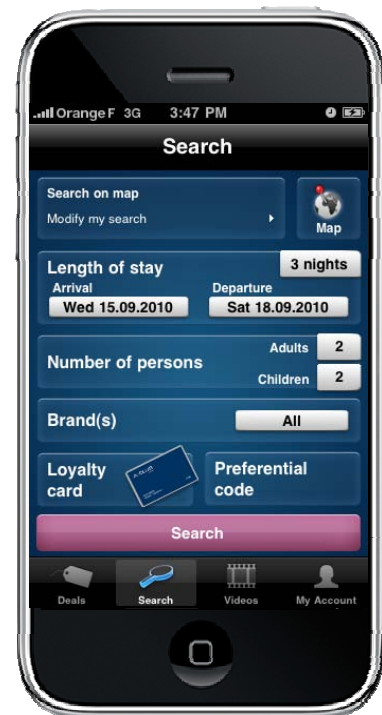 Orange F 3G 3:47 PM
Search
Search on map
Modify my search
Map
Length of stay 3 nights
Arrival Departure
Wed 15.09.2010 Sat 18.09.2010
Number of persons
Adults 2
Children 2
Brand(s) All
Loyalty card
Preferential code
Search
Deals Search Videos My Account